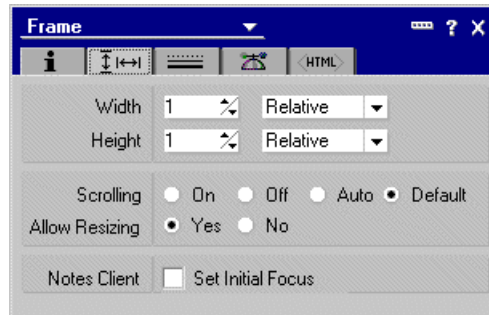 Frame ?
i <HTML>
Width 1 Relative
Height 1 Relative
Scrolling On Off Auto Default
Allow Resizing Yes No
Notes Client Set Initial Focus